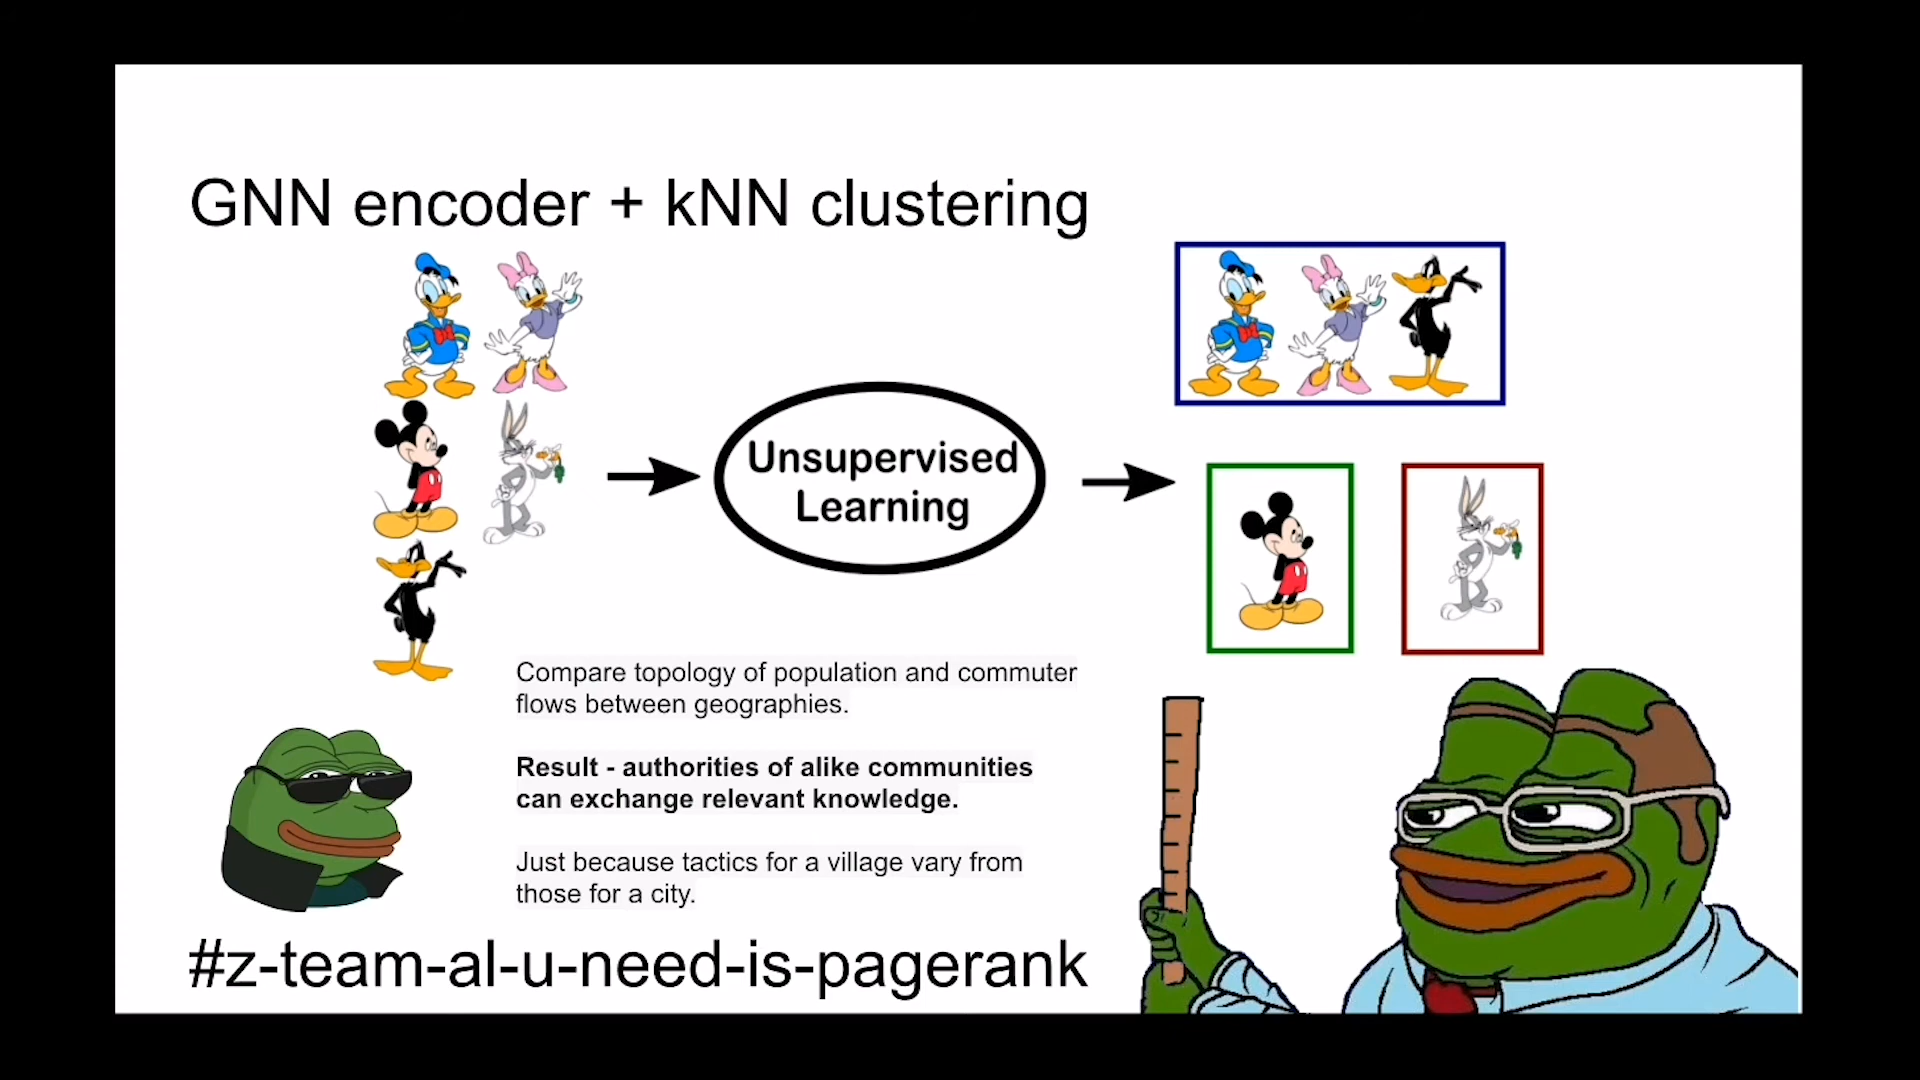 GNN encoder + kNN clustering
Unsupervised
Learning
Compare topology of population and commuter
flows between geographies.
Result - authorities of alike communities
can exchange relevant knowledge.
Just because tactics for a village vary from
those for a city.
#z-team-al-u-need-is-pagerank